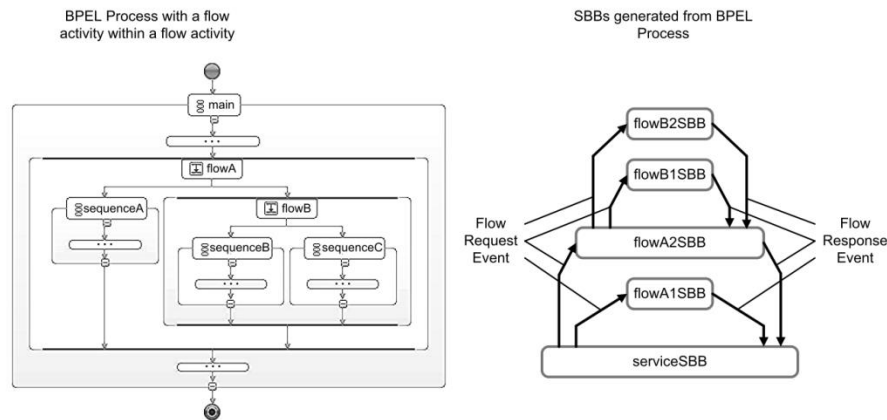 BPEL Process with a flow
activity within a flow activity
main
flowA
sequenceA
flowB
sequenceB
sequenceC
SBBs generated from BPEL
Process
flowB2SBB
flowB1SBB
Flow
Request
Event
flowA2SBB
Flow
Response
Event
flowA1SBB
serviceSBB